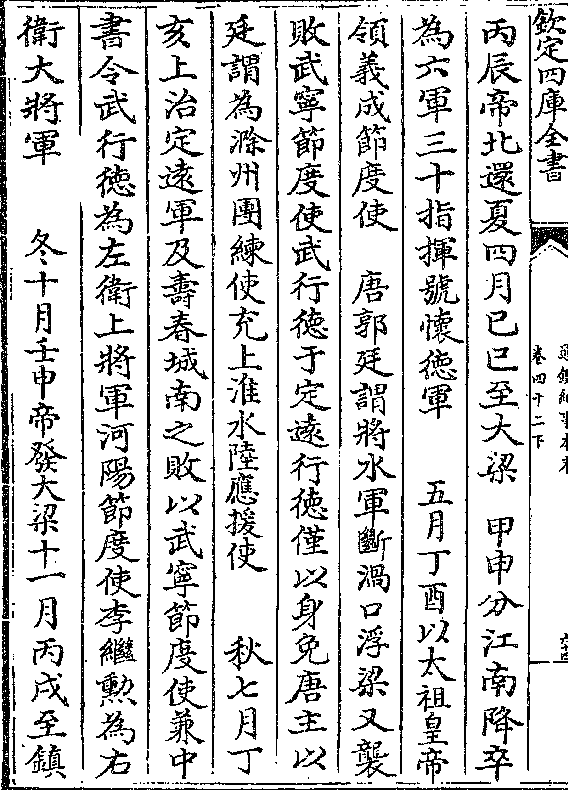 欽定四庫全書
通鑑紀事本末
卷四十二下
丙辰帝北還夏四月己巳至大梁　甲申分江南降卒
為六軍三十指揮號懷德軍　五月丁酉以太祖皇帝
領義成節度使　唐郭廷謂將水軍斷渦口浮梁又襲
敗武寧節度使武行德于定遠行德僅以身免唐主以
廷謂為滁州團練使充上淮水陸應援使　秋七月丁
亥上治定遠軍及壽春城南之敗以武寧節度使兼中
書令武行德為左衛上將軍河陽節度使李繼勲為右
衛大將軍　冬十月壬申帝發大梁十一月丙戌至鎮